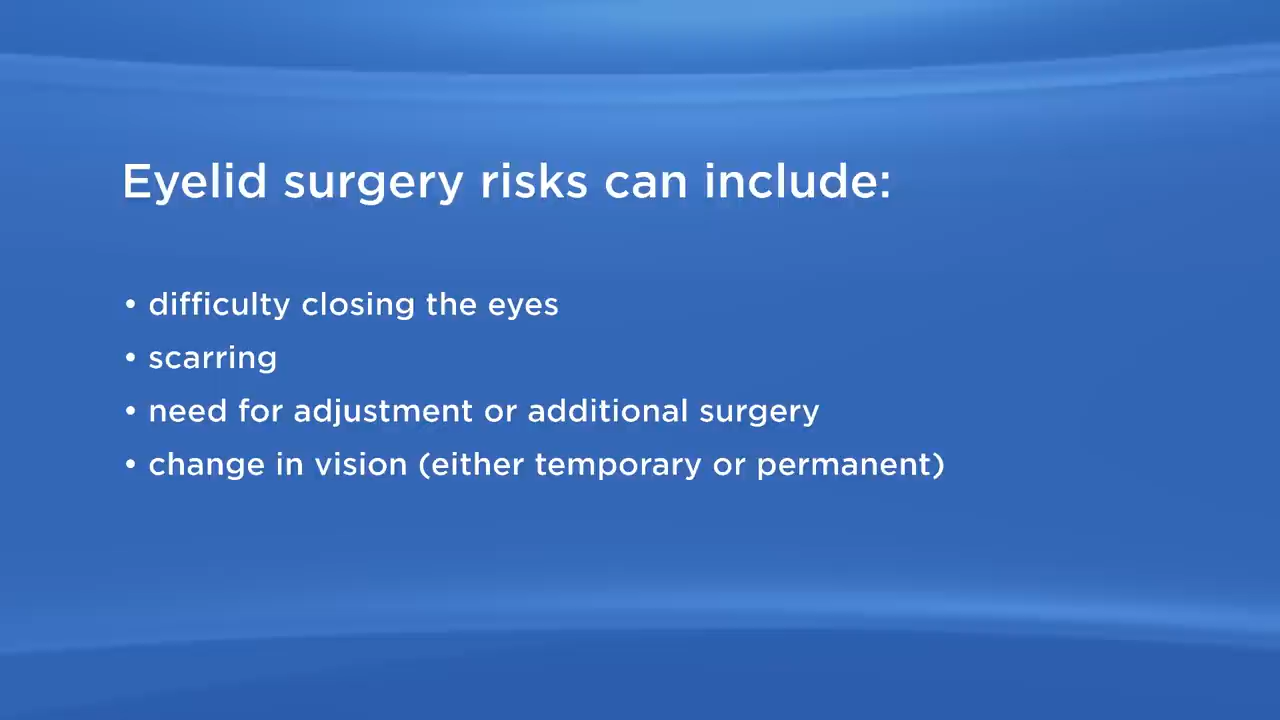 Eyelid surgery risks can include:
• difficulty closing the eyes
• scarring
• need for adjustment or additional surgery
• change in vision (either temporary or permanent)